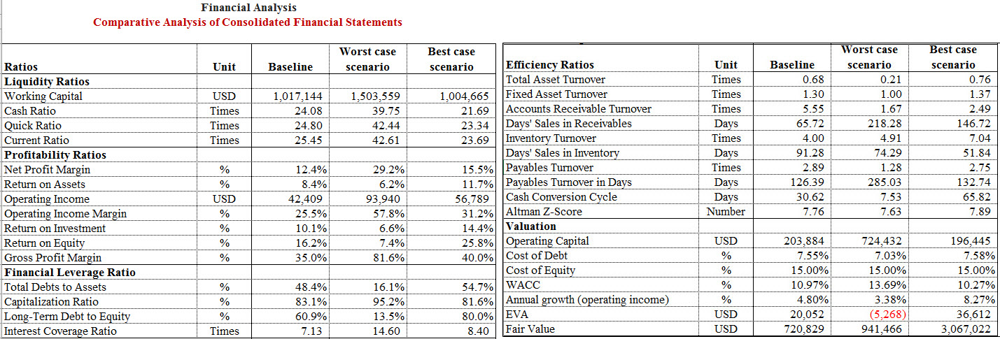 Financial Analysis
Comparative Analysis of Consolidated Financial Statements
Ratios Unit Baseline Worst case scenario Best case scenario
Liquidity Ratios
Working Capital USD 1,017,144 1,503,559 1,004,665
Cash Ratio Times 24.08 39.75 21.69
Quick Ratio Times 24.80 42.44 23.34
Current Ratio Times 25.45 42.61 23.69
Profitability Ratios
Net Profit Margin % 12.4% 29.2% 15.5%
Return on Assets % 8.4% 6.2% 11.7%
Operating Income USD 42,409 93,940 56,789
Operating Income Margin % 25.5% 57.8% 31.2%
Return on Investment % 10.1% 6.6% 14.4%
Return on Equity % 16.2% 7.4% 25.8%
Gross Profit Margin % 35.0% 81.6% 40.0%
Financial Leverage Ratio
Total Debts to Assets % 48.4% 16.1% 54.7%
Capitalization Ratio % 83.1% 95.2% 81.6%
Long-Term Debt to Equity % 60.9% 13.5% 80.0%
Interest Coverage Ratio Times 7.13 14.60 8.40
Efficiency Ratios Unit Baseline Worst case scenario Best case scenario
Total Asset Turnover Times 0.68 0.21 0.76
Fixed Asset Turnover Times 1.30 1.00 1.37
Accounts Receivable Turnover Times 5.55 1.67 2.49
Days' Sales in Receivables Days 65.72 218.28 146.72
Inventory Turnover Times 4.00 4.91 7.04
Days' Sales in Inventory Days 91.28 74.29 51.84
Payables Turnover Times 2.89 1.28 2.75
Payables Turnover in Days Days 126.39 285.03 132.74
Cash Conversion Cycle Days 30.62 7.53 65.82
Altman Z-Score Number 7.76 7.63 7.89
Valuation
Operating Capital USD 203,884 724,432 196,445
Cost of Debt % 7.55% 7.03% 7.58%
Cost of Equity % 15.00% 15.00% 15.00%
WACC % 10.97% 13.69% 10.27%
Annual growth (operating income) % 4.80% 3.38% 8.27%
EVA USD 20,052 (5,268) 36,612
Fair Value USD 720,829 941,466 3,067,022